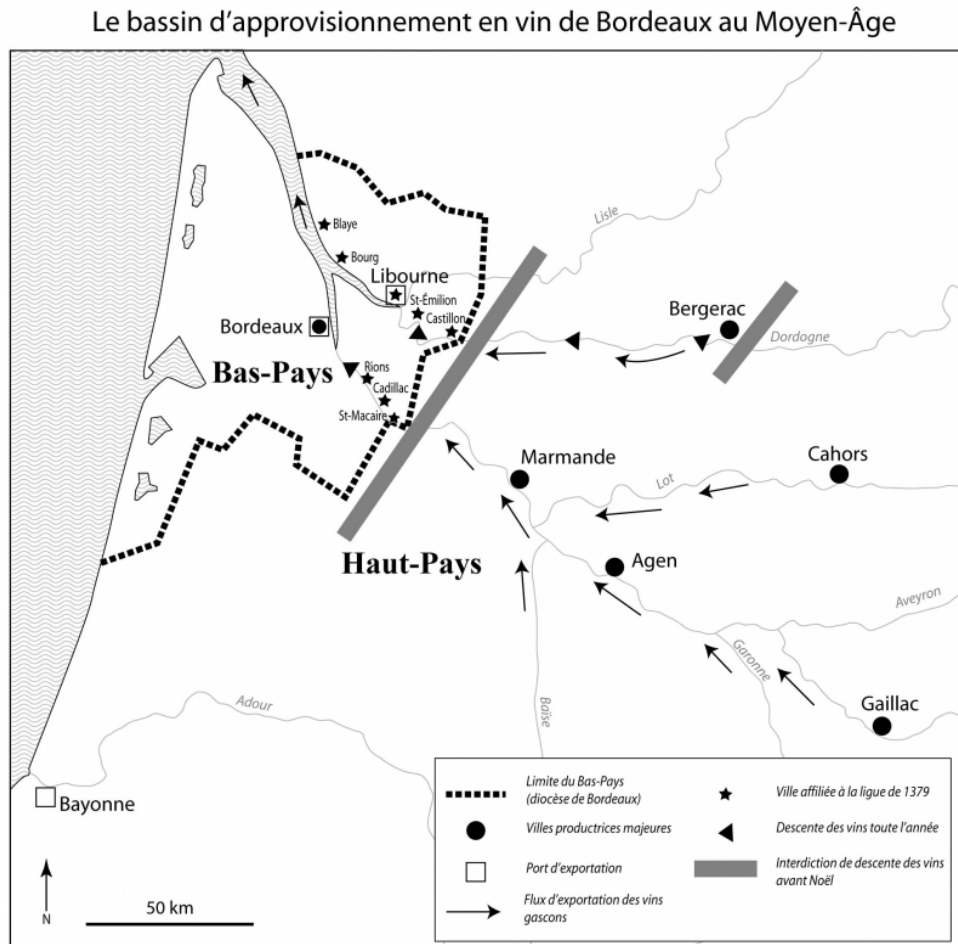 Le bassin d'approvisionnement en vin de Bordeaux au Moyen-Âge
Lisle
Blaye
Bourg
Libourne
St-Émilion
Castillon
Bergerac
Bordeaux
Dordogne
Bas-Pays
Rions
Cadillac
St-Macaire
Marmande
Cahors
Lot
Haut-Pays
Agen
Aveyron
Garonne
Adour
Baïse
Gaillac
Bayonne
Limite du Bas-Pays
(diocèse de Bordeaux)
Villes productrices majeures
Port d'exportation
Flux d'exportation des vins
gascons
Ville affiliée à la ligue de 1379
Descente des vins toute l'année
Interdiction de descente des vins
avant Noël
N
50 km